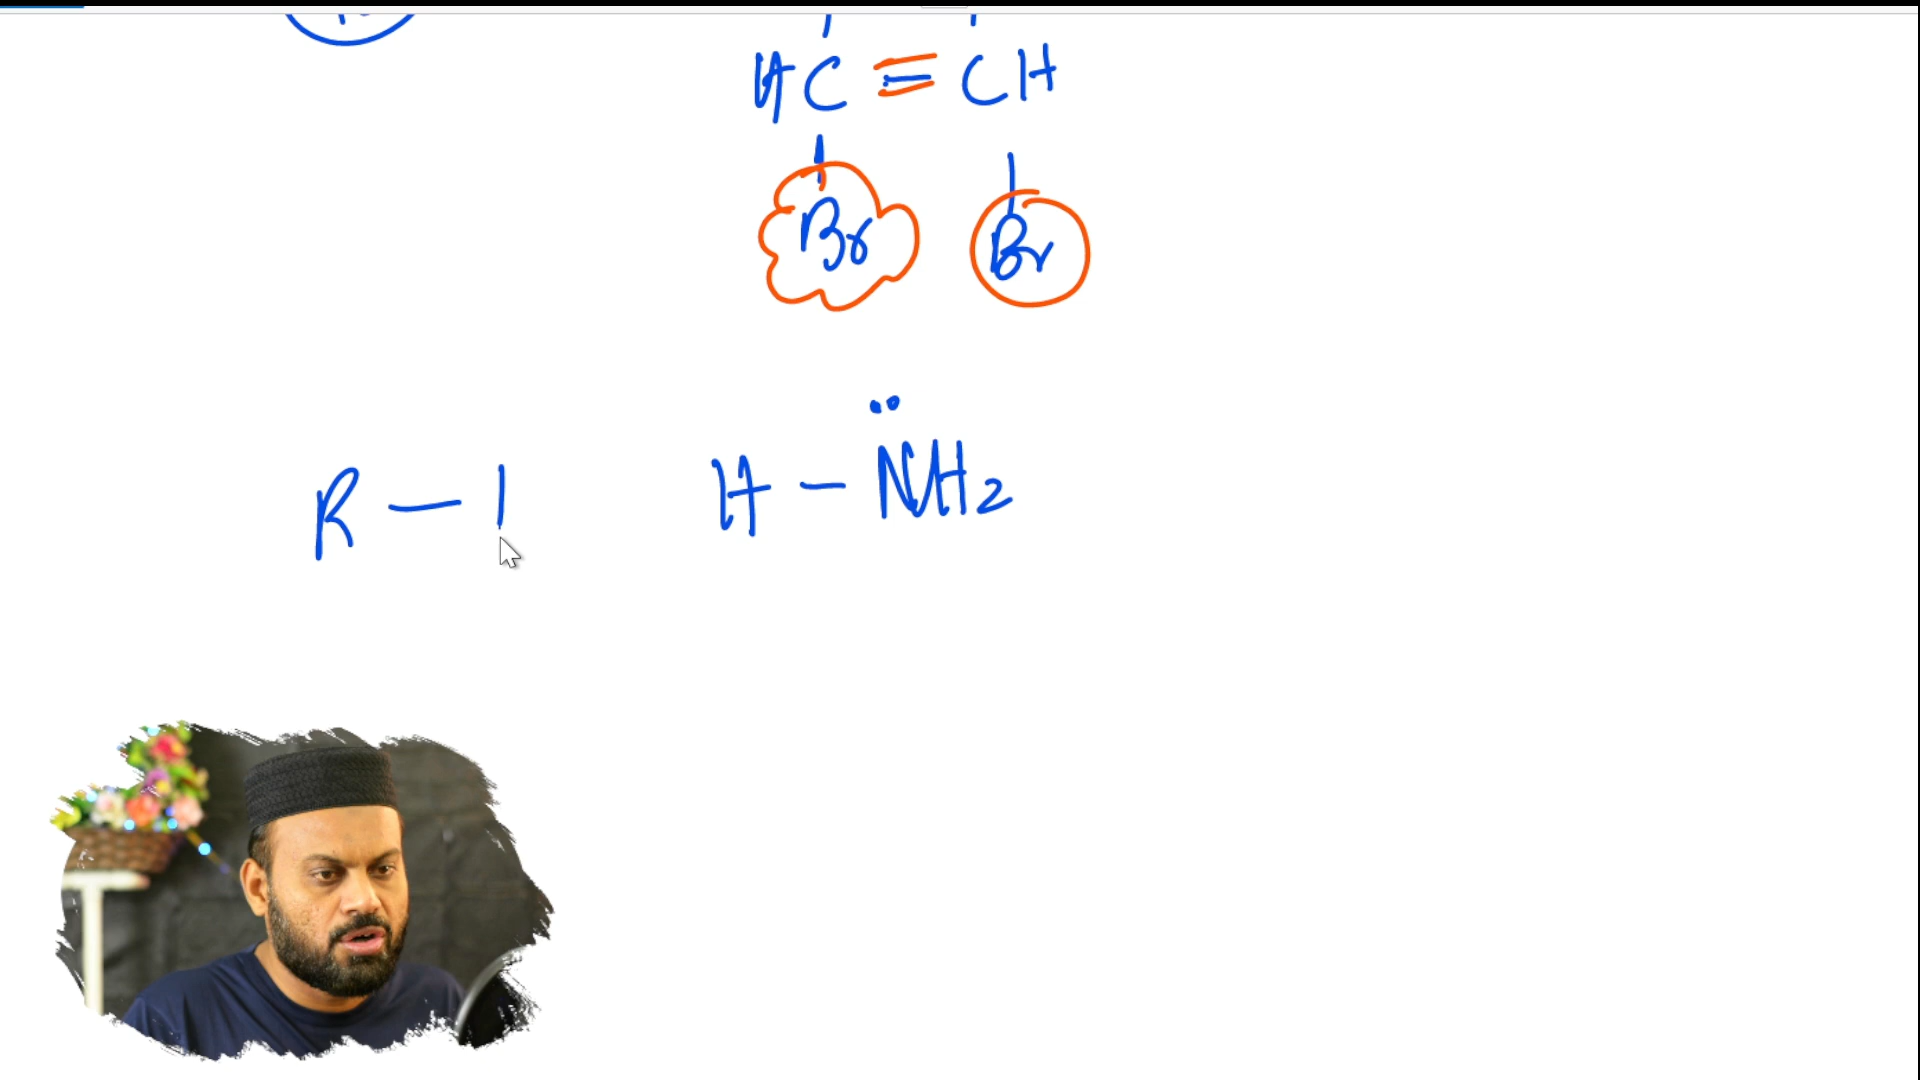 HC ≡ CH
Br Br
R — I H — N̈H2